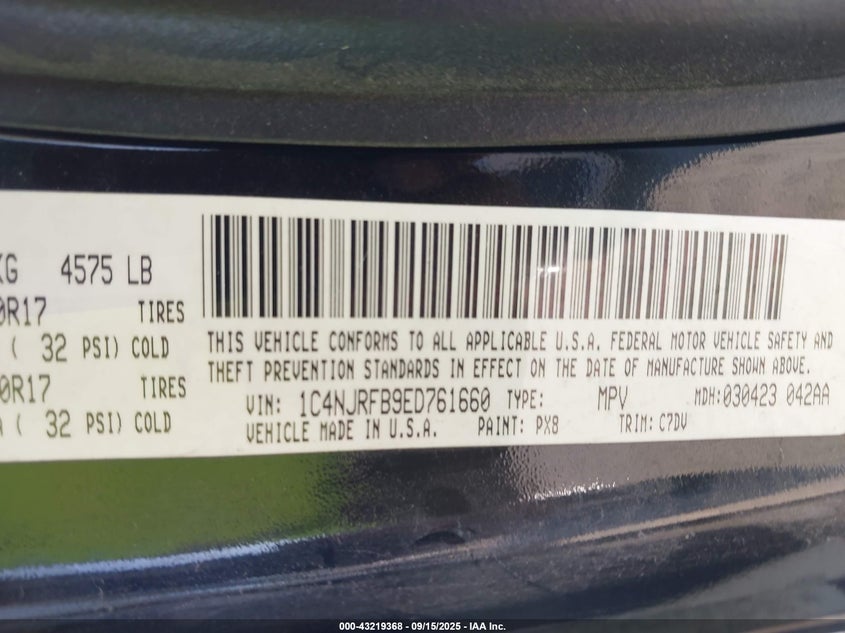 KG 4575 LB
0R17 TIRES
( 32 PSI) COLD
0R17 TIRES
( 32 PSI) COLD
THIS VEHICLE CONFORMS TO ALL APPLICABLE U.S.A. FEDERAL MOTOR VEHICLE SAFETY AND
THEFT PREVENTION STANDARDS IN EFFECT ON THE DATE OF MANUFACTURE SHOWN ABOVE.
VIN: 1C4NJRFB9ED761660 TYPE: MPV MDH:030423 042AA
VEHICLE MADE IN U.S.A. PAINT: PX8 TRIM: C7DV
000-43219368 - 09/15/2025 - IAA Inc.